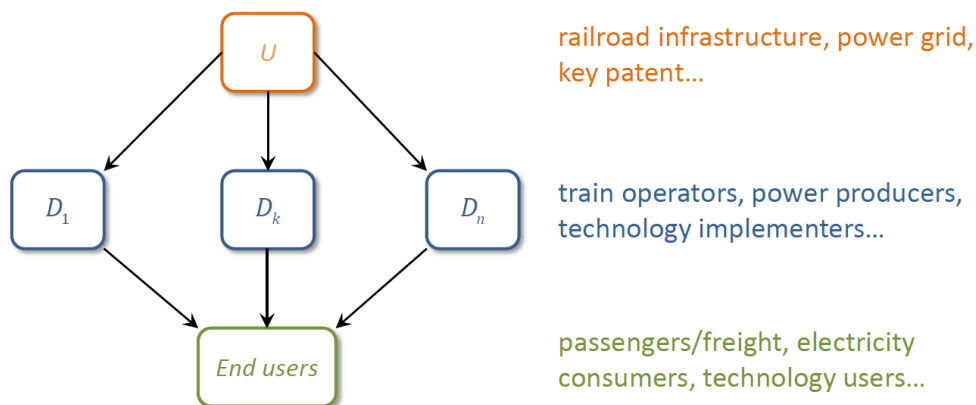 U
railroad infrastructure, power grid,
key patent...
D1
Dk
Dn
train operators, power producers,
technology implementers...
End users
passengers/freight, electricity
consumers, technology users...